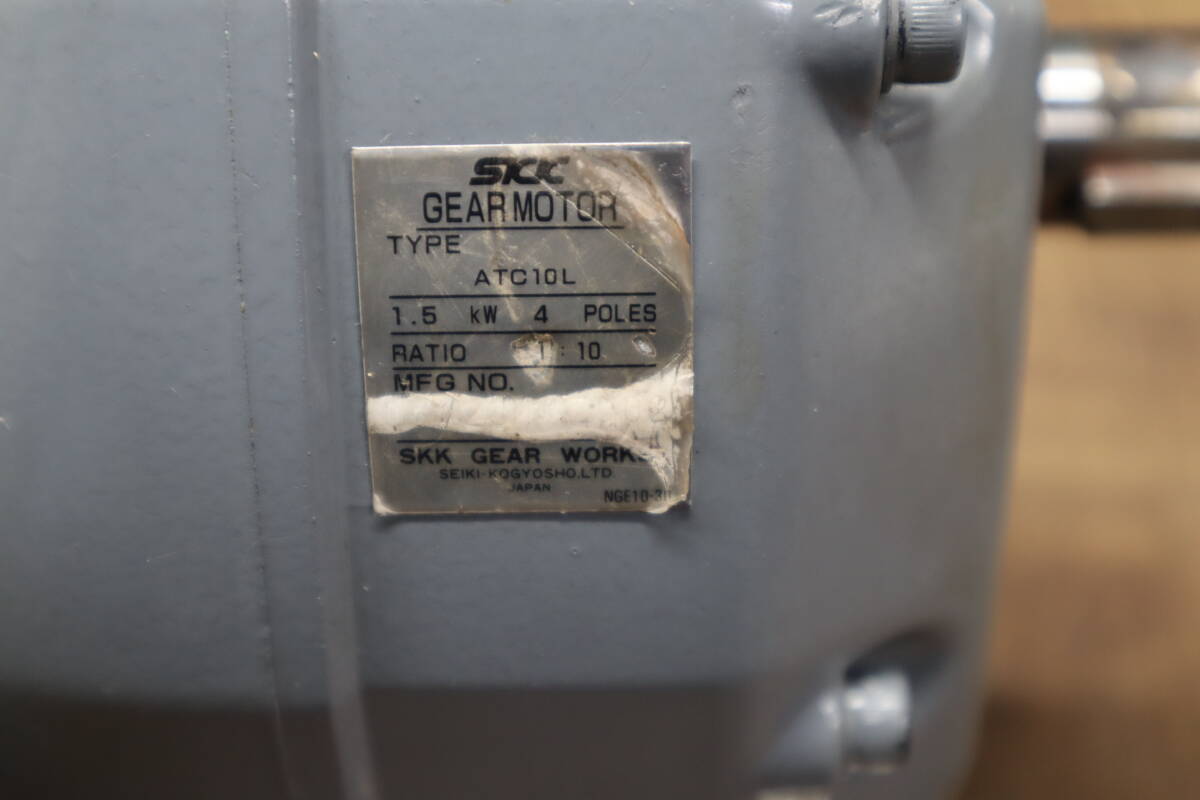 SKK
GEAR MOTOR
TYPE
ATC10L
1.5 kW 4 POLES
RATIO 1 : 10
MFG NO.
SKK GEAR WORKS
SEIKI-KOGYOSHO.LTD.
JAPAN